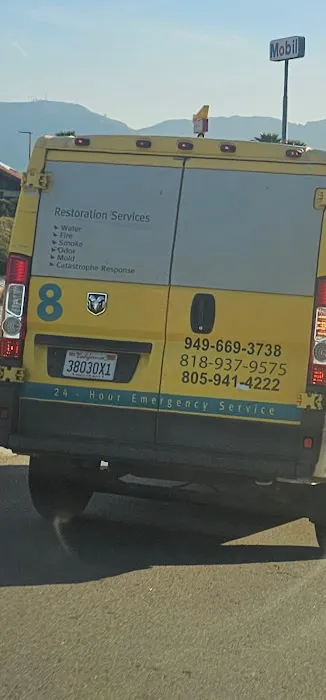 Mobil
Restoration Services
Water
Fire
Smoke
Odor
Mold
Catastrophe Response
8
949-669-3738
818-937-9575
805-941-4222
California
38030X1
24 - Hour Emergency Service